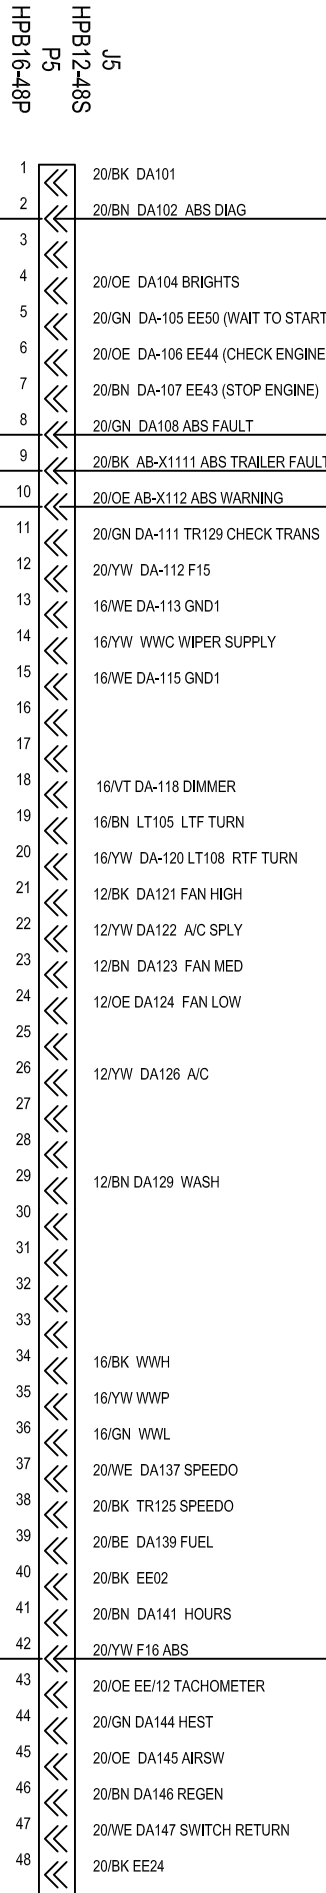 J5
HPB12-48S
P5
HPB16-48P
1 20/BK DA101
2 20/BN DA102 ABS DIAG
3
4 20/OE DA104 BRIGHTS
5 20/GN DA-105 EE50 (WAIT TO START
6 20/OE DA-106 EE44 (CHECK ENGINE
7 20/BN DA-107 EE43 (STOP ENGINE)
8 20/GN DA108 ABS FAULT
9 20/BK AB-X1111 ABS TRAILER FAULT
10 20/OE AB-X112 ABS WARNING
11 20/GN DA-111 TR129 CHECK TRANS
12 20/YW DA-112 F15
13 16/WE DA-113 GND1
14 16/YW WWC WIPER SUPPLY
15 16/WE DA-115 GND1
16
17
18 16/VT DA-118 DIMMER
19 16/BN LT105 LTF TURN
20 16/YW DA-120 LT108 RTF TURN
21 12/BK DA121 FAN HIGH
22 12/YW DA122 A/C SPLY
23 12/BN DA123 FAN MED
24 12/OE DA124 FAN LOW
25
26 12/YW DA126 A/C
27
28
29 12/BN DA129 WASH
30
31
32
33
34 16/BK WWH
35 16/YW WWP
36 16/GN WWL
37 20/WE DA137 SPEEDO
38 20/BK TR125 SPEEDO
39 20/BE DA139 FUEL
40 20/BK EE02
41 20/BN DA141 HOURS
42 20/YW F16 ABS
43 20/OE EE/12 TACHOMETER
44 20/GN DA144 HEST
45 20/OE DA145 AIRSW
46 20/BN DA146 REGEN
47 20/WE DA147 SWITCH RETURN
48 20/BK EE24